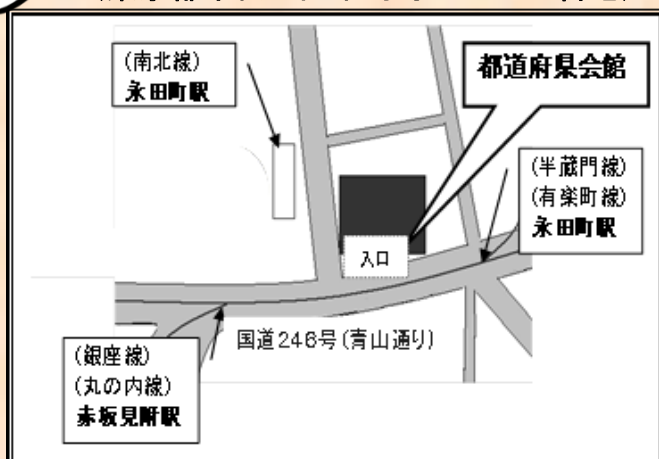 (南北線)
永田町駅
都道府県会館
(半蔵門線)
(有楽町線)
永田町駅
入口
国道246号(青山通り)
(銀座線)
(丸の内線)
赤坂見附駅